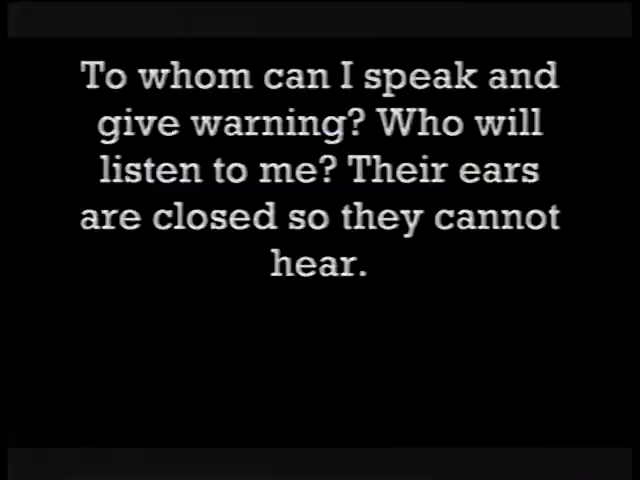 To whom can I speak and
give warning? Who will
listen to me? Their ears
are closed so they cannot
hear.